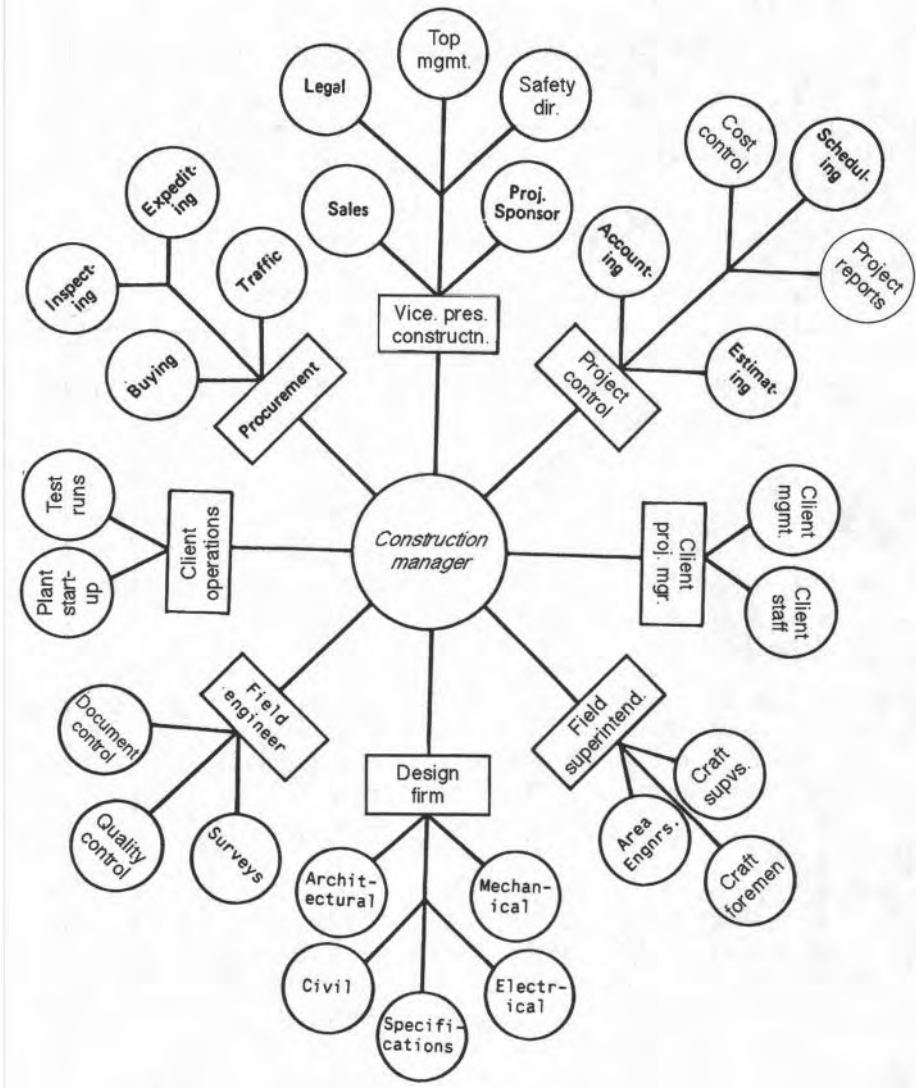 Top
mgmt.
Legal
Safety
dir.
Sales
Proj.
Sponsor
Vice. pres.
constructn.
Cost
control
Schedul-
ing
Account-
ing
Project
reports
Estimat-
ing
Project
control
Expedit-
ing
Inspect-
ing
Traffic
Buying
Procurement
Test
runs
Plant
start-
up
Client
operations
Construction
manager
Client
proj. mgr.
Client
mgmt.
Client
staff
Field
engineer
Document
control
Quality
control
Surveys
Design
firm
Archit-
ectural
Mechan-
ical
Civil
Electr-
ical
Specifi-
cations
Field
superintend.
Craft
supvs.
Area
Engnrs.
Craft
foremen